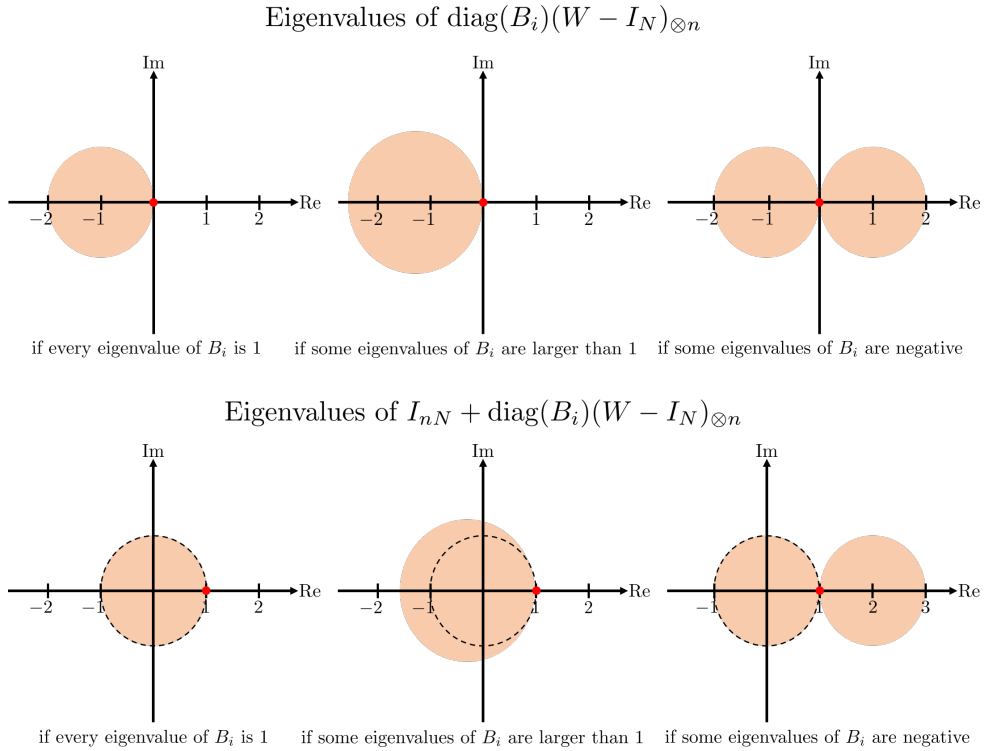 Eigenvalues of diag(B_i)(W − I_N)_{⊗n}
Im
Re
−2
−1
1
2
if every eigenvalue of B_i is 1
Im
Re
−2
−1
1
2
if some eigenvalues of B_i are larger than 1
Im
Re
−2
−1
1
2
if some eigenvalues of B_i are negative
Eigenvalues of I_{nN} + diag(B_i)(W − I_N)_{⊗n}
Im
Re
−2
−1
1
2
if every eigenvalue of B_i is 1
Im
Re
−2
−1
1
2
if some eigenvalues of B_i are larger than 1
Im
Re
−1
1
2
3
if some eigenvalues of B_i are negative